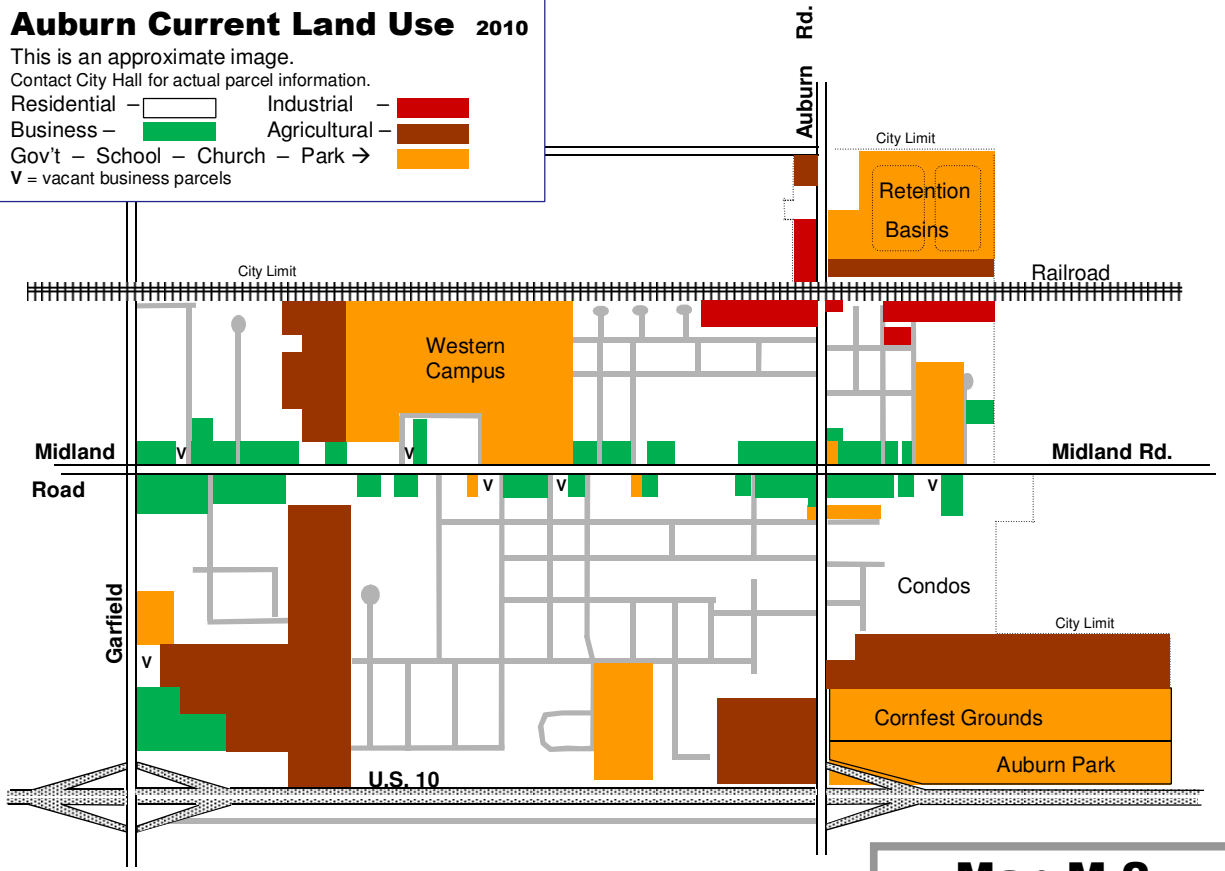 Auburn Current Land Use 2010
This is an approximate image.
Contact City Hall for actual parcel information.
Residential –
Industrial –
Business –
Agricultural –
Gov't – School – Church – Park →
V = vacant business parcels
Auburn Rd.
City Limit
Retention
Basins
City Limit
Railroad
Western
Campus
Midland
V
V
Midland Rd.
Road
V
V
V
Condos
Garfield
City Limit
V
Cornfest Grounds
Auburn Park
U.S. 10